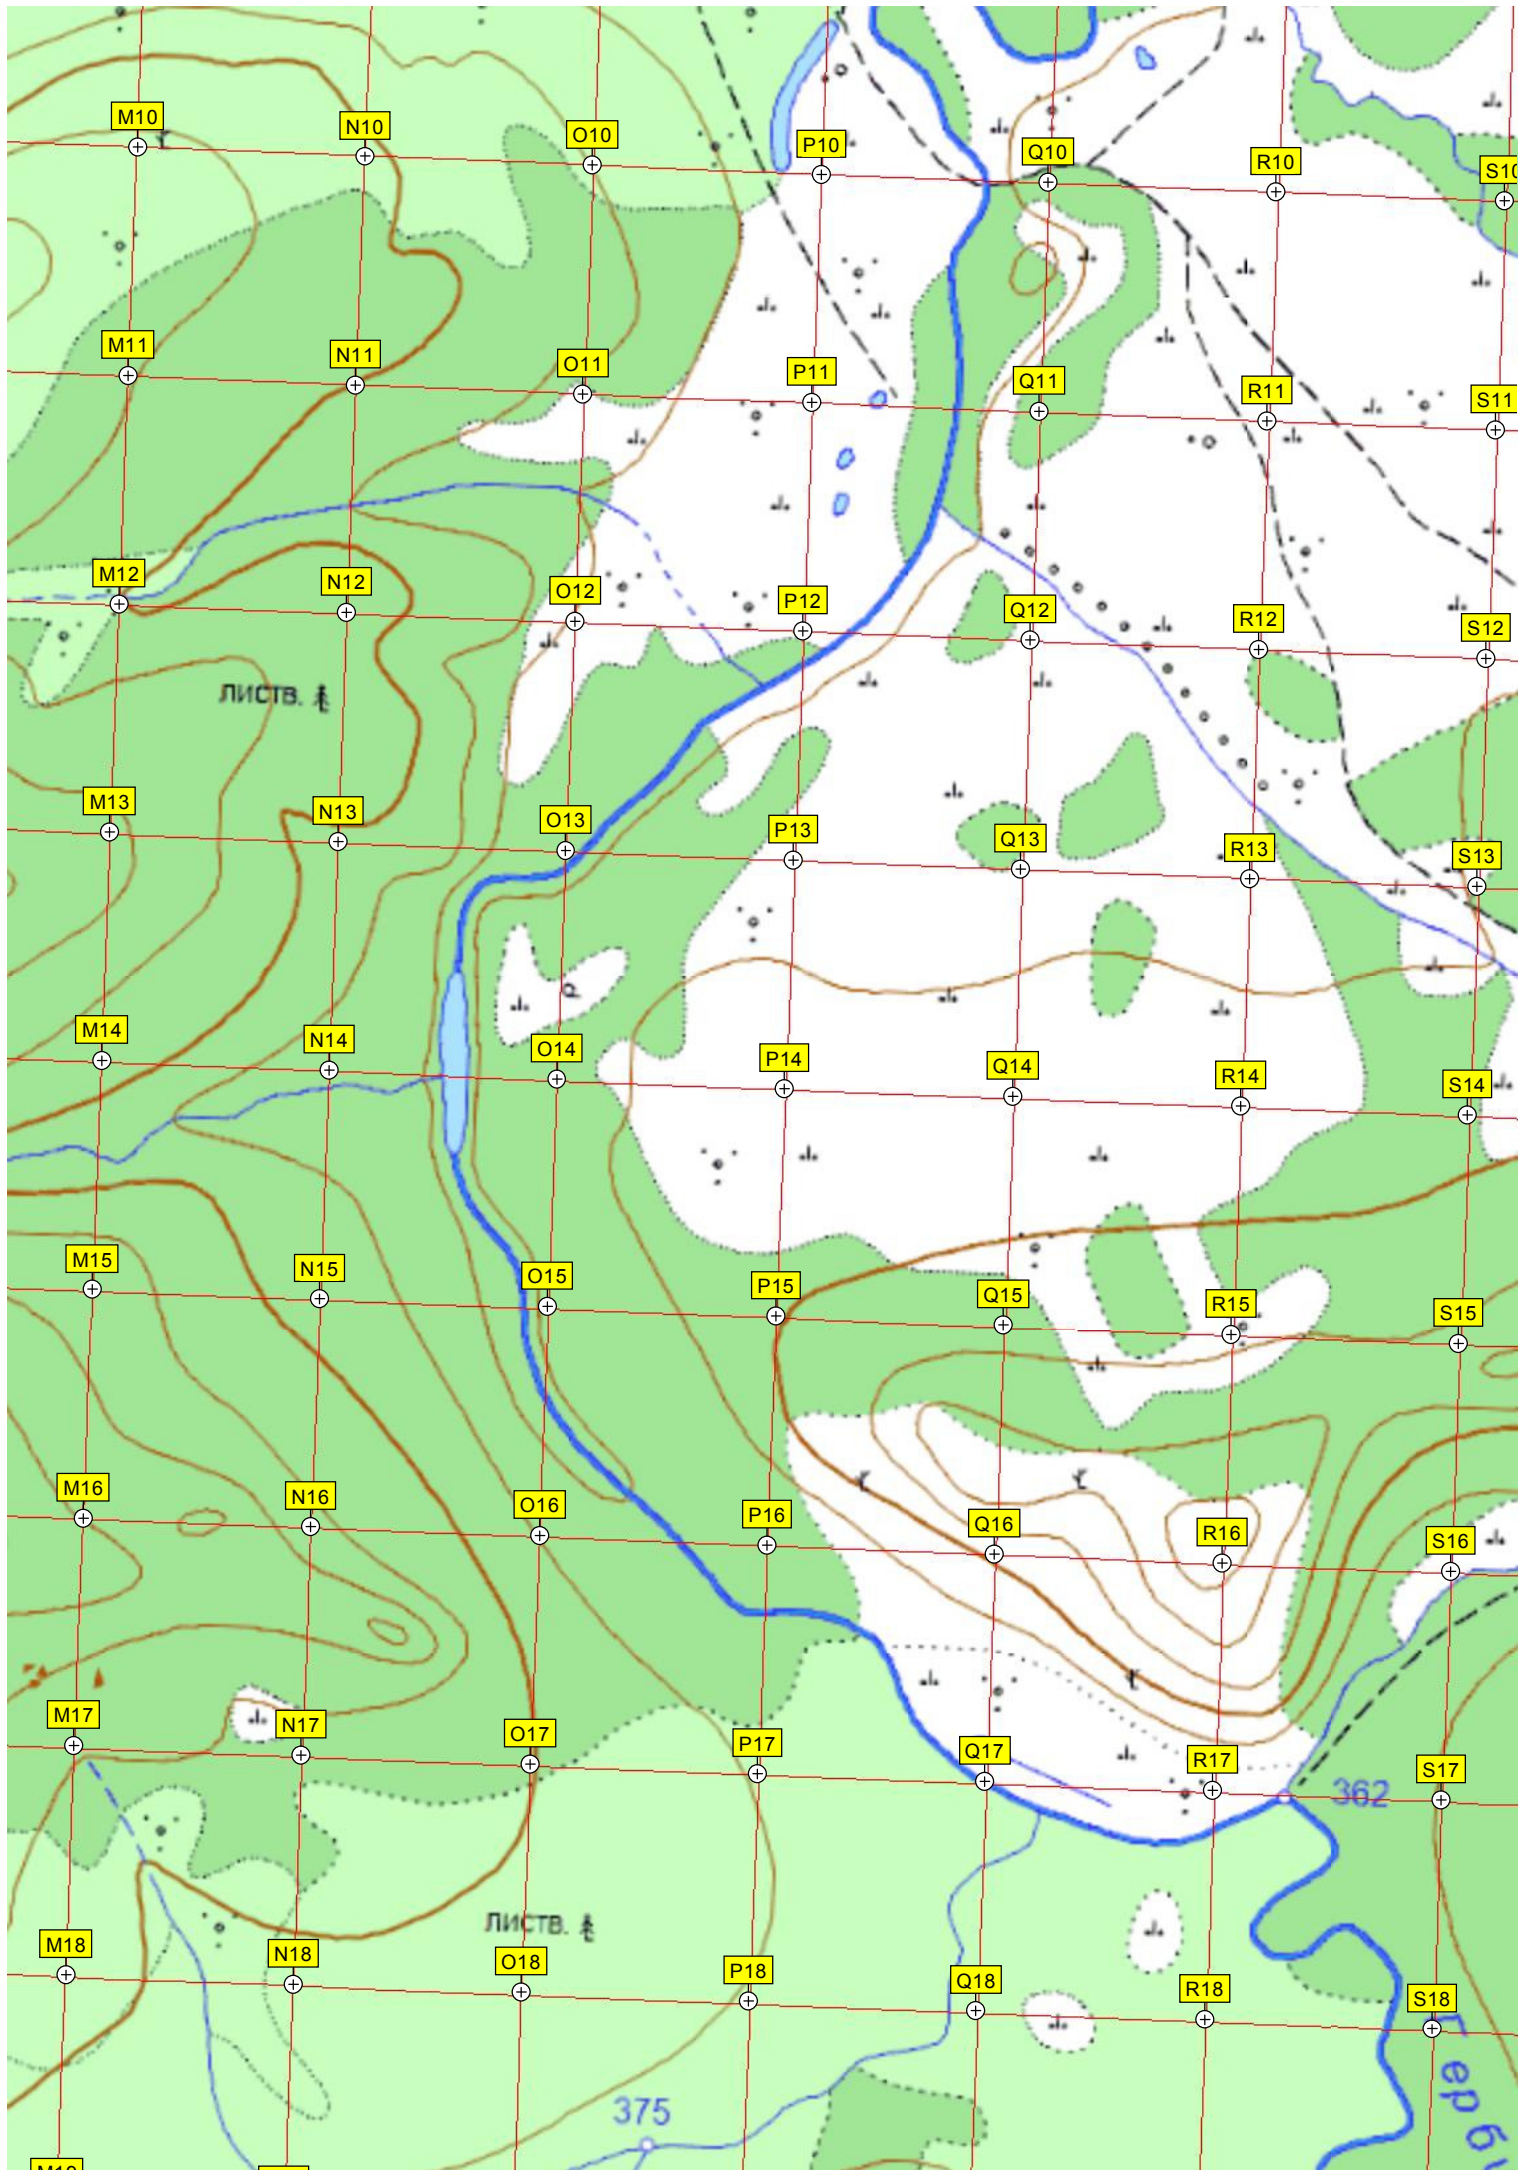 M10 N10 O10 P10 Q10 R10 S10
M11 N11 O11 P11 Q11 R11 S11
M12 N12 O12 P12 Q12 R12 S12
листв.
M13 N13 O13 P13 Q13 R13 S13
M14 N14 O14 P14 Q14 R14 S14
M15 N15 O15 P15 Q15 R15 S15
M16 N16 O16 P16 Q16 R16 S16
M17 N17 O17 P17 Q17 R17 S17
362
листв.
M18 N18 O18 P18 Q18 R18 S18
375